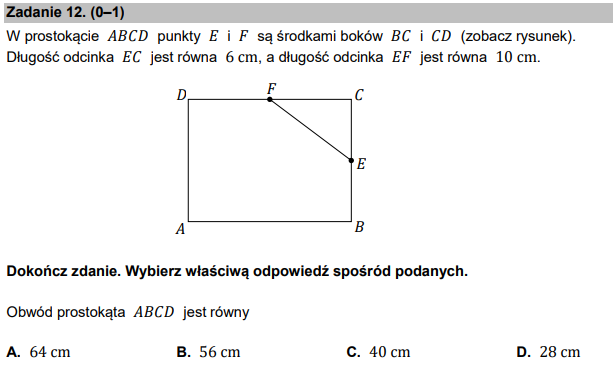 Zadanie 12. (0–1)
W prostokącie ABCD punkty E i F są środkami boków BC i CD (zobacz rysunek).
Długość odcinka EC jest równa 6 cm, a długość odcinka EF jest równa 10 cm.
D F C
E
A B
Dokończ zdanie. Wybierz właściwą odpowiedź spośród podanych.
Obwód prostokąta ABCD jest równy
A. 64 cm B. 56 cm C. 40 cm D. 28 cm